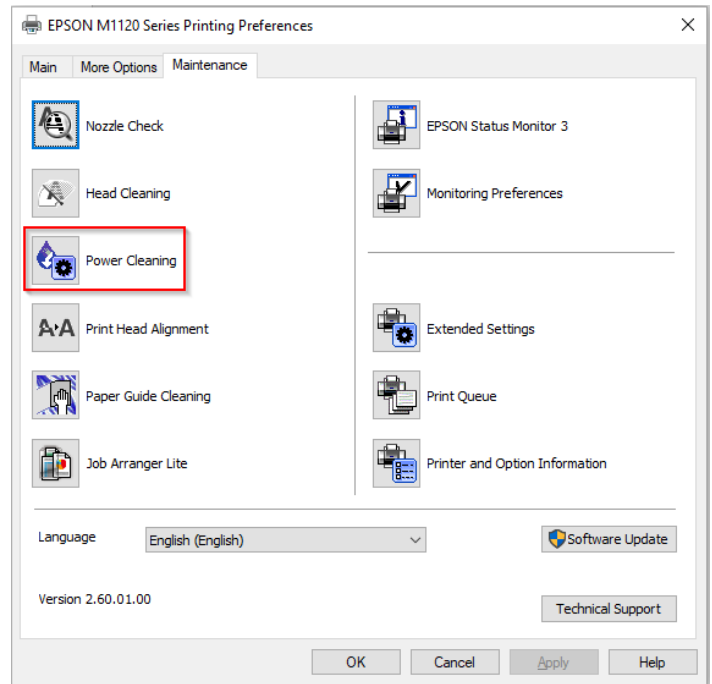 EPSON M1120 Series Printing Preferences
Main More Options Maintenance
Nozzle Check
Head Cleaning
Power Cleaning
Print Head Alignment
Paper Guide Cleaning
Job Arranger Lite
EPSON Status Monitor 3
Monitoring Preferences
Extended Settings
Print Queue
Printer and Option Information
Language English (English) Software Update
Version 2.60.01.00
Technical Support
OK Cancel Apply Help